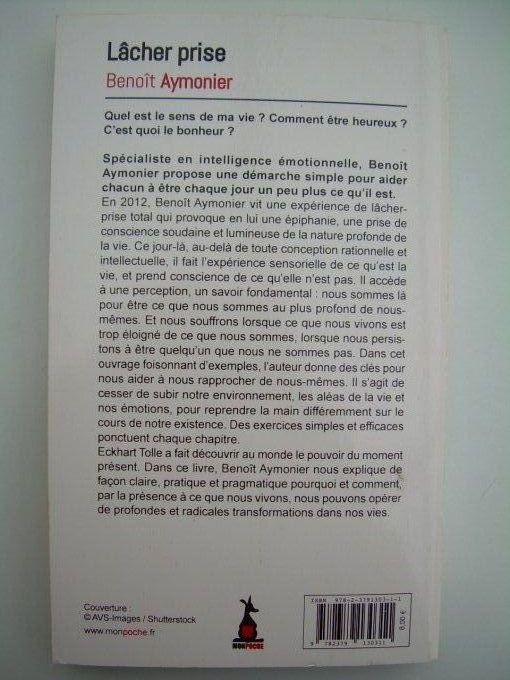 Lâcher prise
Benoît Aymonier
Quel est le sens de ma vie ? Comment être heureux ?
C'est quoi le bonheur ?
Spécialiste en intelligence émotionnelle, Benoît
Aymonier propose une démarche simple pour aider
chacun à être chaque jour un peu plus ce qu'il est.
En 2012, Benoît Aymonier vit une expérience de lâcher-
prise total qui provoque en lui une épiphanie, une prise de
conscience soudaine et lumineuse de la nature profonde de
la vie. Ce jour-là, au-delà de toute conception rationnelle et
intellectuelle, il fait l'expérience sensorielle de ce qu'est la
vie, et prend conscience de ce qu'elle n'est pas. Il accède
à une perception, un savoir fondamental : nous sommes là
pour être ce que nous sommes au plus profond de nous-
mêmes. Et nous souffrons lorsque ce que nous vivons est
trop éloigné de ce que nous sommes, lorsque nous persis-
tons à être quelqu'un que nous ne sommes pas. Dans cet
ouvrage foisonnant d'exemples, l'auteur donne des clés pour
nous aider à nous rapprocher de nous-mêmes. Il s'agit de
cesser de subir notre environnement, les aléas de la vie et
nos émotions, pour reprendre la main différemment sur le
cours de notre existence. Des exercices simples et efficaces
ponctuent chaque chapitre.
Eckhart Tolle a fait découvrir au monde le pouvoir du moment
présent. Dans ce livre, Benoît Aymonier nous explique de
façon claire, pratique et pragmatique pourquoi et comment,
par la présence à ce que nous vivons, nous pouvons opérer
de profondes et radicales transformations dans nos vies.
Couverture :
© AVS-Images / Shutterstock
www.monpoche.fr
MONPOCHE
ISBN 978-2-3791303-1-1
9 782379 130311
8,00 €